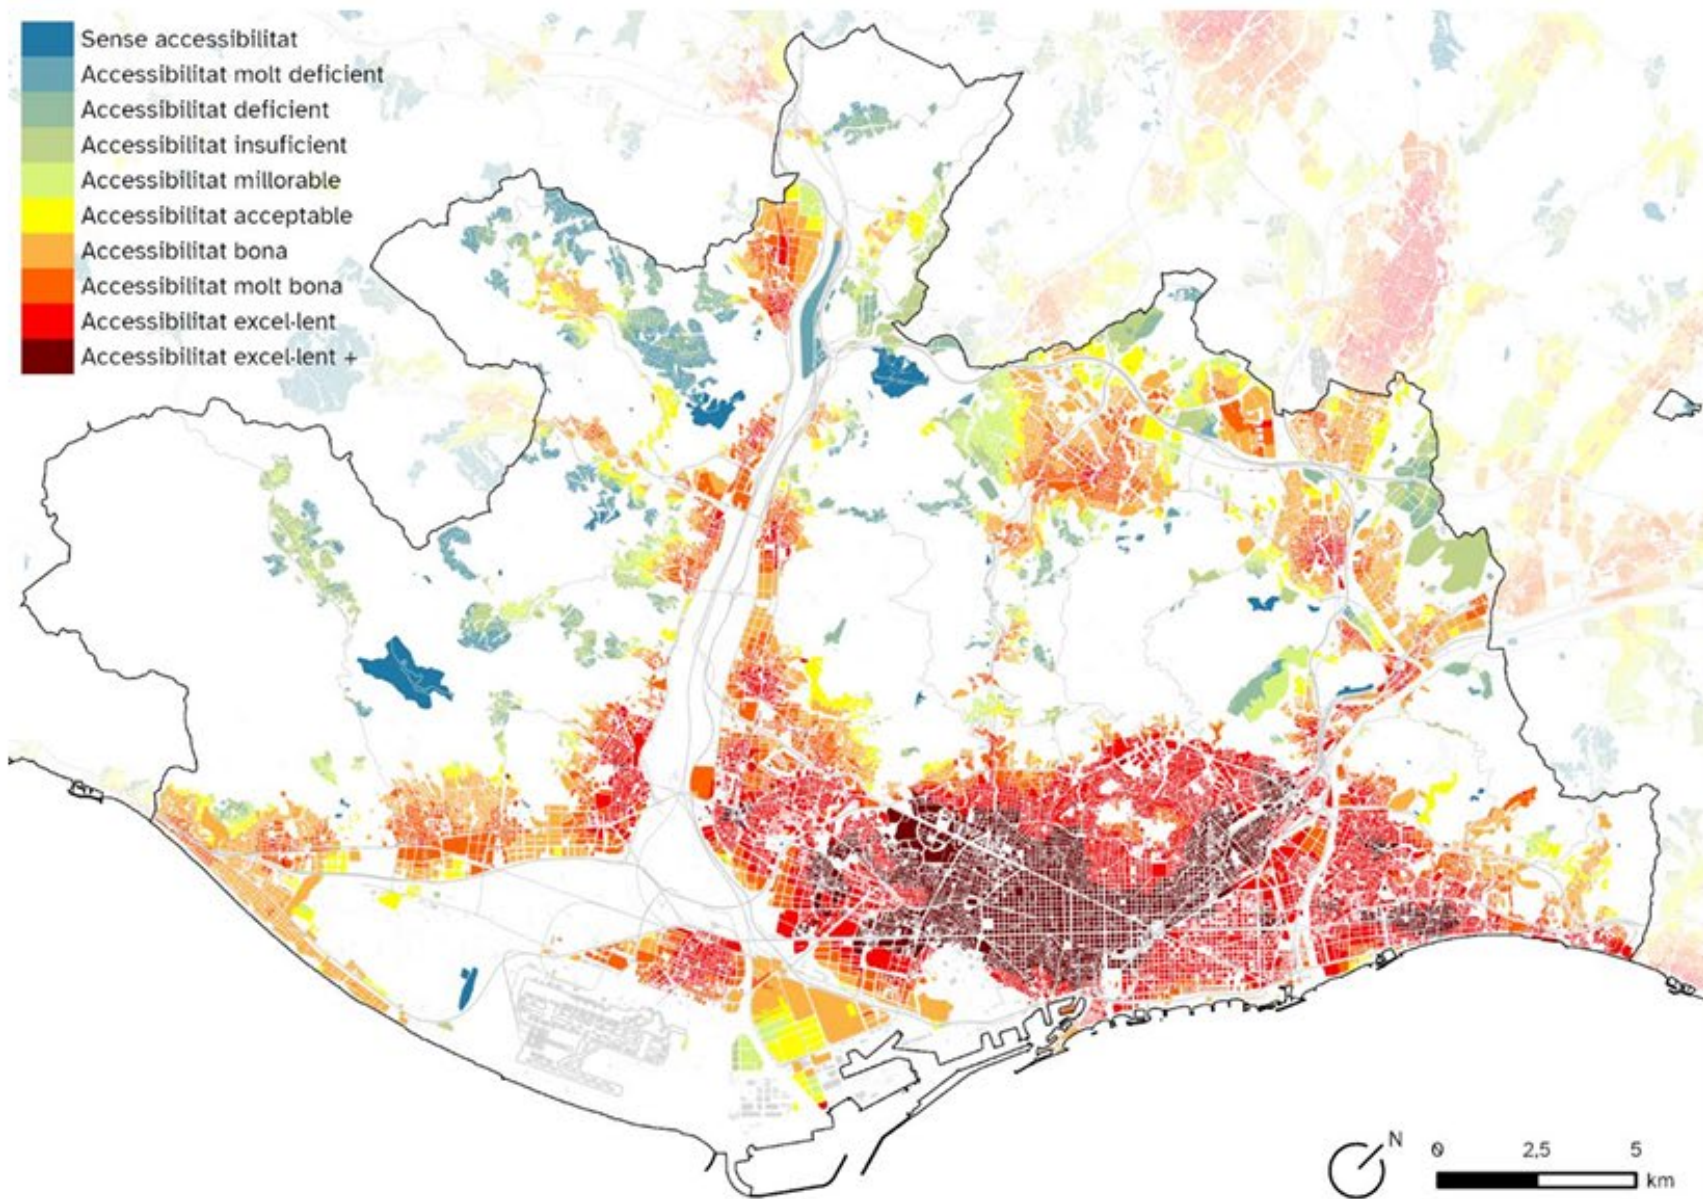 Sense accessibilitat
Accessibilitat molt deficient
Accessibilitat deficient
Accessibilitat insuficient
Accessibilitat millorable
Accessibilitat acceptable
Accessibilitat bona
Accessibilitat molt bona
Accessibilitat excel·lent
Accessibilitat excel·lent +
N
0 2,5 5
km